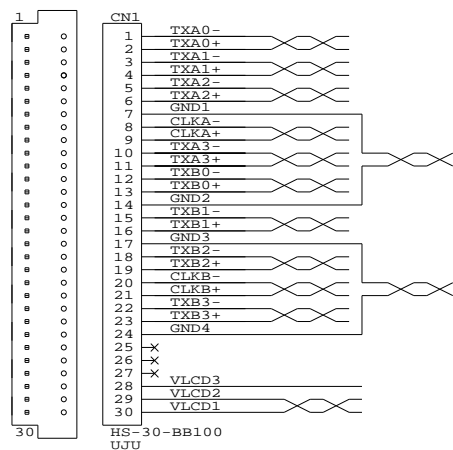 1 CN1
1 TXA0-
2 TXA0+
3 TXA1-
4 TXA1+
5 TXA2-
6 TXA2+
7 GND1
8 CLKA-
9 CLKA+
10 TXA3-
11 TXA3+
12 TXB0-
13 TXB0+
14 GND2
15 TXB1-
16 TXB1+
17 GND3
18 TXB2-
19 TXB2+
20 CLKB-
21 CLKB+
22 TXB3-
23 TXB3+
24 GND4
25
26
27
28 VLCD3
29 VLCD2
30 VLCD1
30 HS-30-BB100
UJU